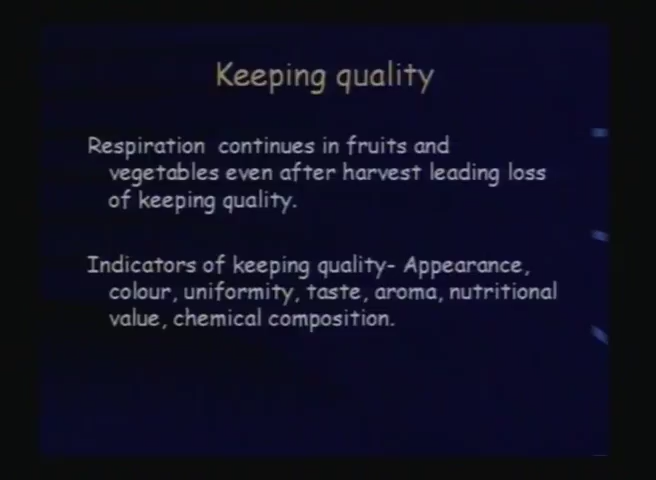 Keeping quality
Respiration continues in fruits and
vegetables even after harvest leading loss
of keeping quality.
Indicators of keeping quality- Appearance,
colour, uniformity, taste, aroma, nutritional
value, chemical composition.